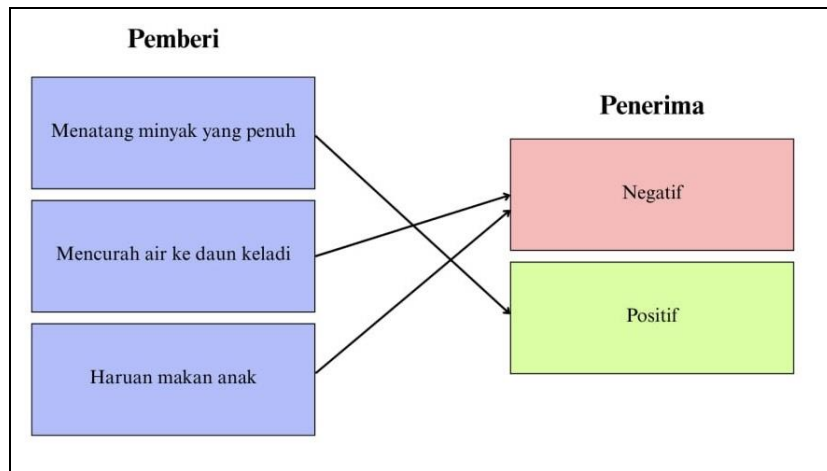 Pemberi
Menatang minyak yang penuh
Mencurah air ke daun keladi
Haruan makan anak
Penerima
Negatif
Positif